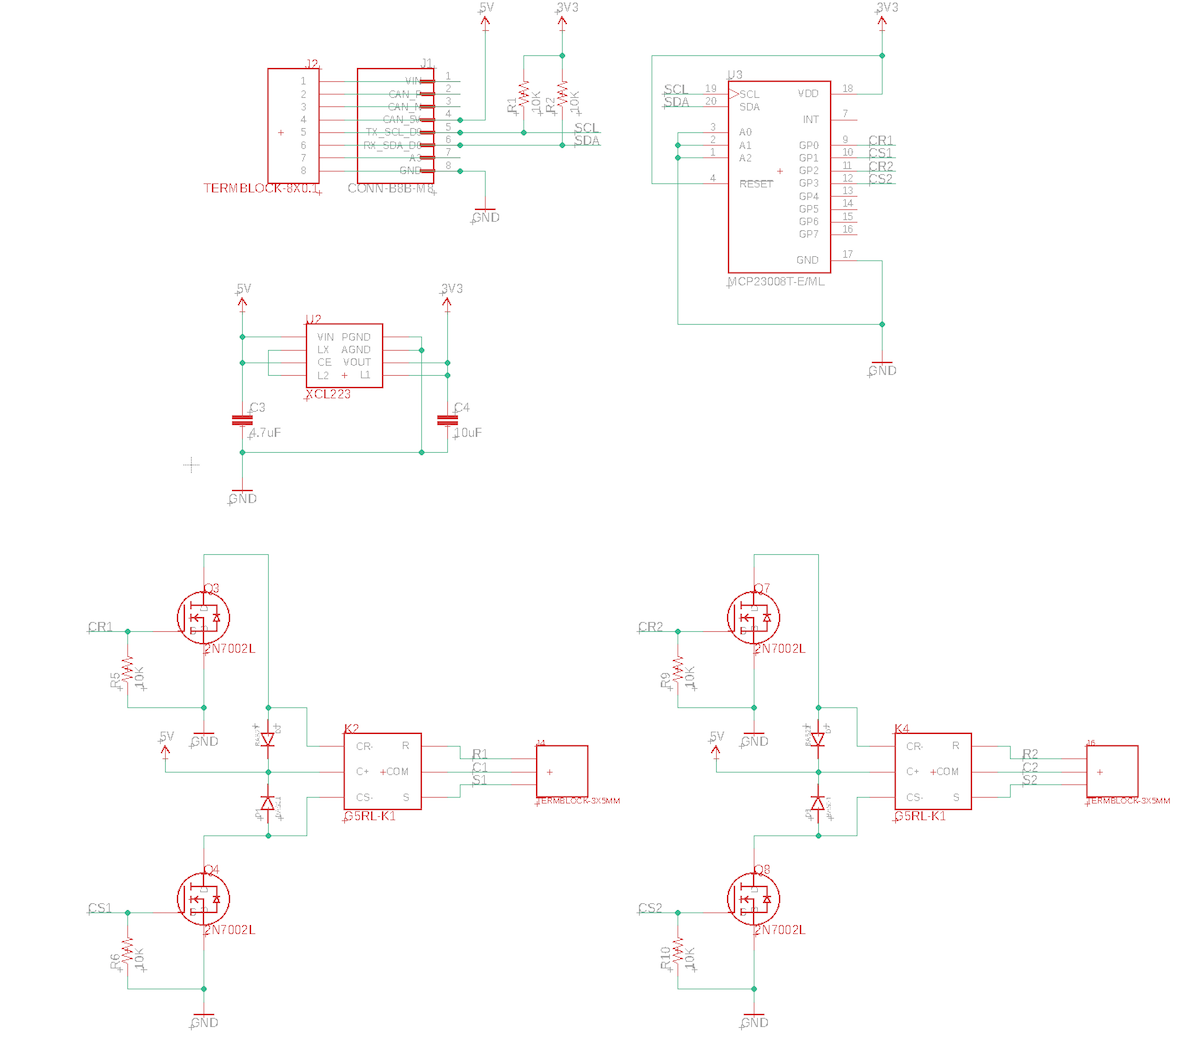 5V
3V3
J2
J1
1
2
3
4
5
6
7
8
VIN
CAN_5V
TX_SCL_D0
GND
1
2
3
4
5
6
7
8
R1
10K
R2
10K
SCL
SDA
TERMBLOCK-8X0.1
CONN-B8B-M8
GND
3V3
U3
SCL
SDA
19
20
SCL
SDA
3
2
1
4
A0
A1
A2
RESET
VDD
INT
GP0
GP1
GP2
GP3
GP4
GP5
GP6
GP7
GND
18
7
9
10
11
12
13
14
15
16
17
CR1
CS1
CR2
CS2
MCP23008T-E/ML
GND
5V
3V3
U2
VIN PGND
LX AGND
CE VOUT
L2 L1
XCL223
C3
4.7uF
C4
10uF
GND
Q3
CR1
2N7002L
R5
10K
GND
5V
K2
CR-
C+
CS-
R
COM
S
G5RL-K1
R1
C1
S1
J4
TERMBLOCK-3X5MM
Q4
CS1
2N7002L
R6
10K
GND
Q7
CR2
2N7002L
R9
10K
GND
5V
K4
CR-
C+
CS-
R
COM
S
G5RL-K1
R2
C2
S2
J6
TERMBLOCK-3X5MM
Q8
CS2
2N7002L
R10
10K
GND